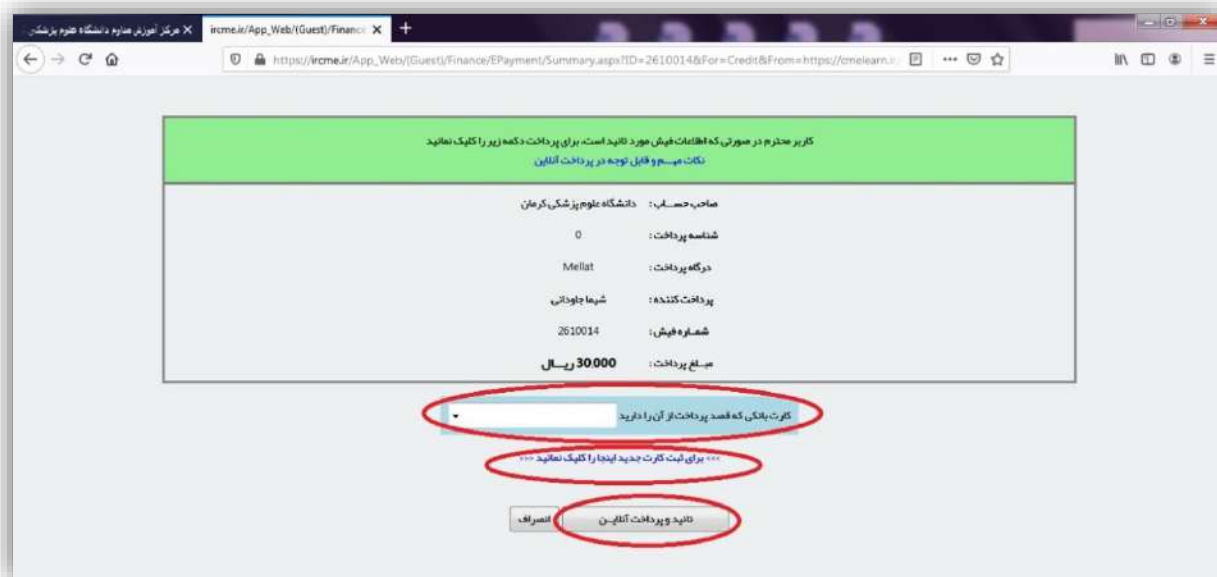 مرکز آموزش مداوم دانشگاه علوم پزشکی
ircme.ir/App_Web/(Guest)/Financ
https://ircme.ir/App_Web/(Guest)/Finance/EPayment/Summary.aspx?ID=2610014&For=Credit&From=https://cmelearn.ir
کاربر محترم در صورتی که اطلاعات فیش مورد تائید است، برای پرداخت دکمه زیر را کلیک نمائید
نکات مهم و قابل توجه در پرداخت آنلاین
صاحب حساب : دانشگاه علوم پزشکی کرمان
شناسه پرداخت : 0
درگاه پرداخت : Mellat
پرداخت کننده : شیما جاودانی
شماره فیش : 2610014
مبلغ پرداخت : 30,000 ریال
کارت بانکی که قصد پرداخت از آن را دارید
>>> برای ثبت کارت جدید اینجا را کلیک نمائید <<<
تائید و پرداخت آنلاین
انصراف